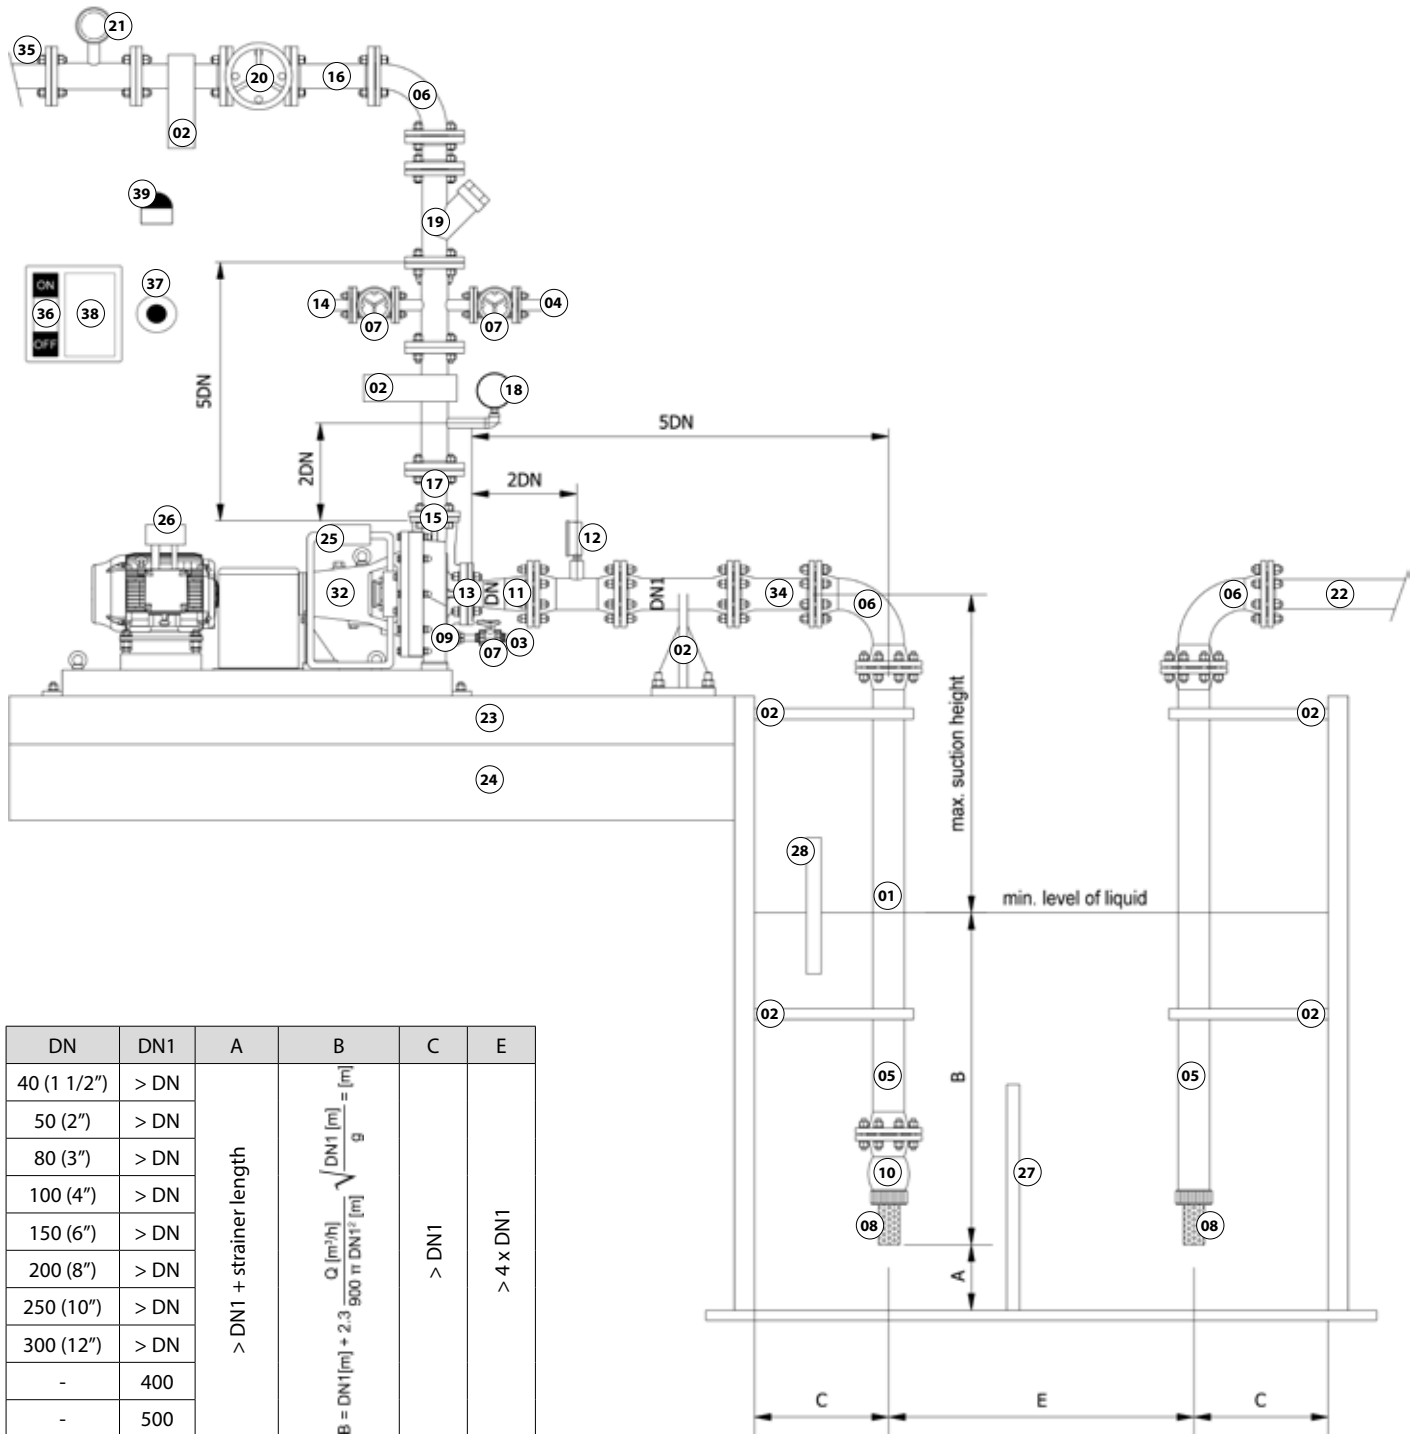 21
35
20
16
06
02
39
19
37
ON
36
38
OFF
14
07
07
04
5DN
02
18
5DN
2DN
17
2DN
26
15
25
12
32
13
DN
11
DN1
34
06
06
22
09
07
03
02
max. suction height
23
02
02
24
28
01
min. level of liquid
02
02
05
B
05
10
27
08
08
A
C
E
C
DN DN1 A B C E
40 (1 1/2”) > DN
50 (2”) > DN
80 (3”) > DN
100 (4”) > DN
150 (6”) > DN
200 (8”) > DN
250 (10”) > DN
300 (12”) > DN
- 400
- 500
> DN1 + strainer length
B = DN1[m] + 2.3 Q [m³/h] / 900 π DN1² [m] √ DN1 [m] / g = [m]
> DN1
> 4 x DN1